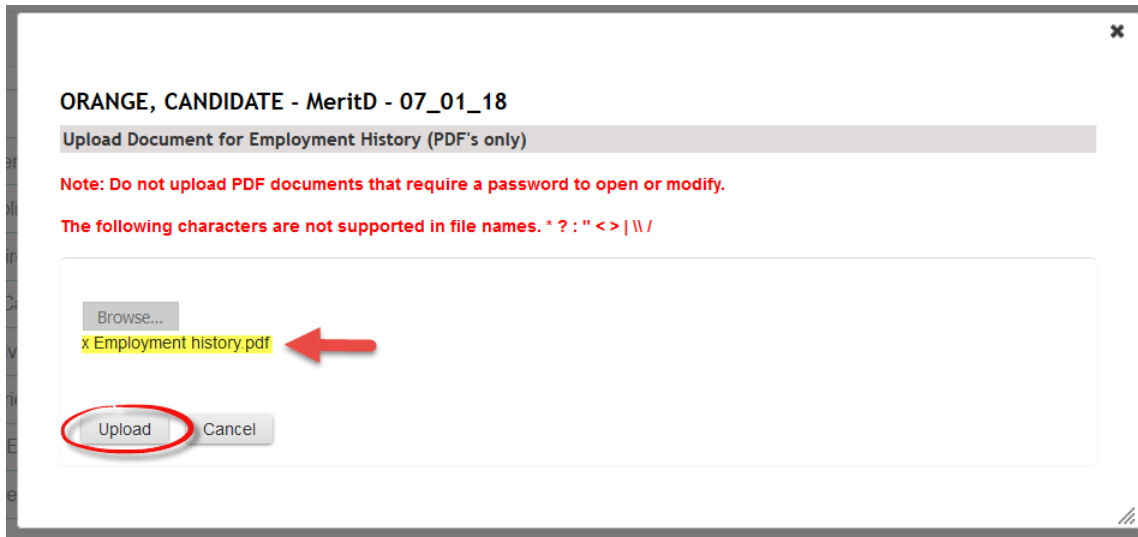 ✖
ORANGE, CANDIDATE - MeritD - 07_01_18
Upload Document for Employment History (PDF's only)
Note: Do not upload PDF documents that require a password to open or modify.
The following characters are not supported in file names. * ? : " < > | \\ /
Browse...
x Employment history.pdf
Upload Cancel